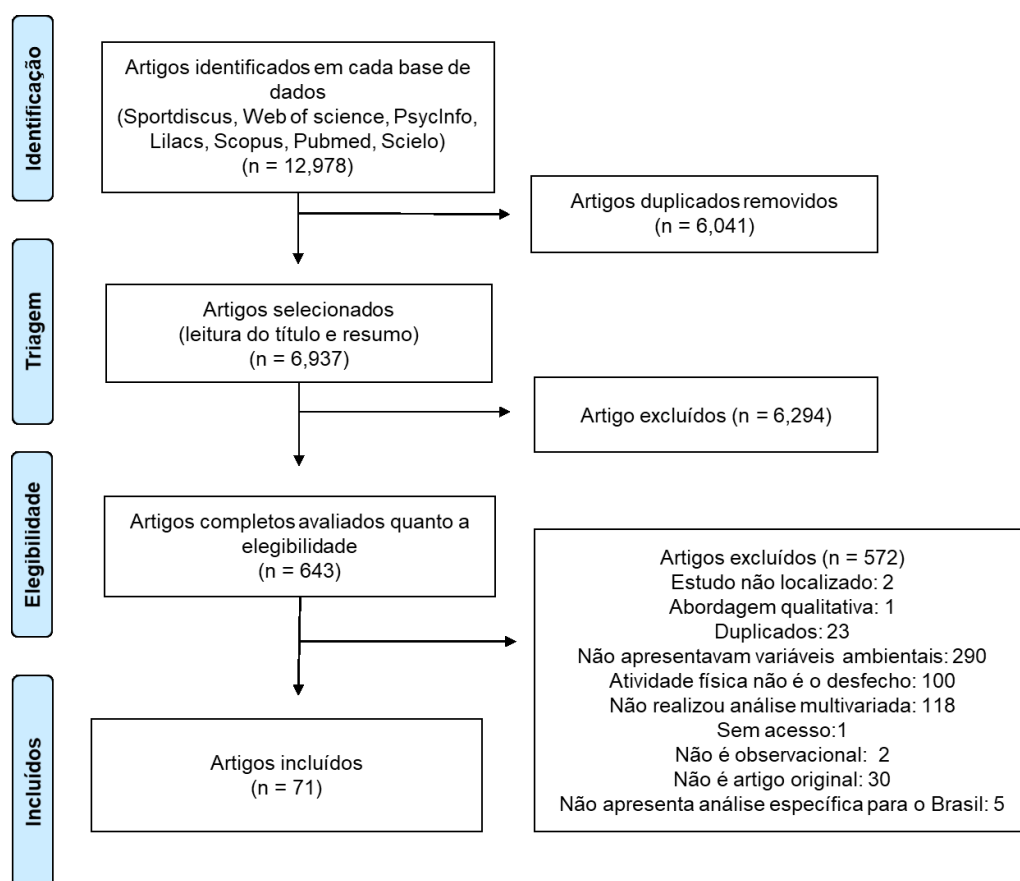 Identificação
Artigos identificados em cada base de
dados
(Sportdiscus, Web of science, PsycInfo,
Lilacs, Scopus, Pubmed, Scielo)
(n = 12,978)
Artigos duplicados removidos
(n = 6,041)
Triagem
Artigos selecionados
(leitura do título e resumo)
(n = 6,937)
Artigo excluídos (n = 6,294)
Elegibilidade
Artigos completos avaliados quanto a
elegibilidade
(n = 643)
Artigos excluídos (n = 572)
Estudo não localizado: 2
Abordagem qualitativa: 1
Duplicados: 23
Não apresentavam variáveis ambientais: 290
Atividade física não é o desfecho: 100
Não realizou análise multivariada: 118
Sem acesso:1
Não é observacional: 2
Não é artigo original: 30
Não apresenta análise específica para o Brasil: 5
Incluídos
Artigos incluídos
(n = 71)